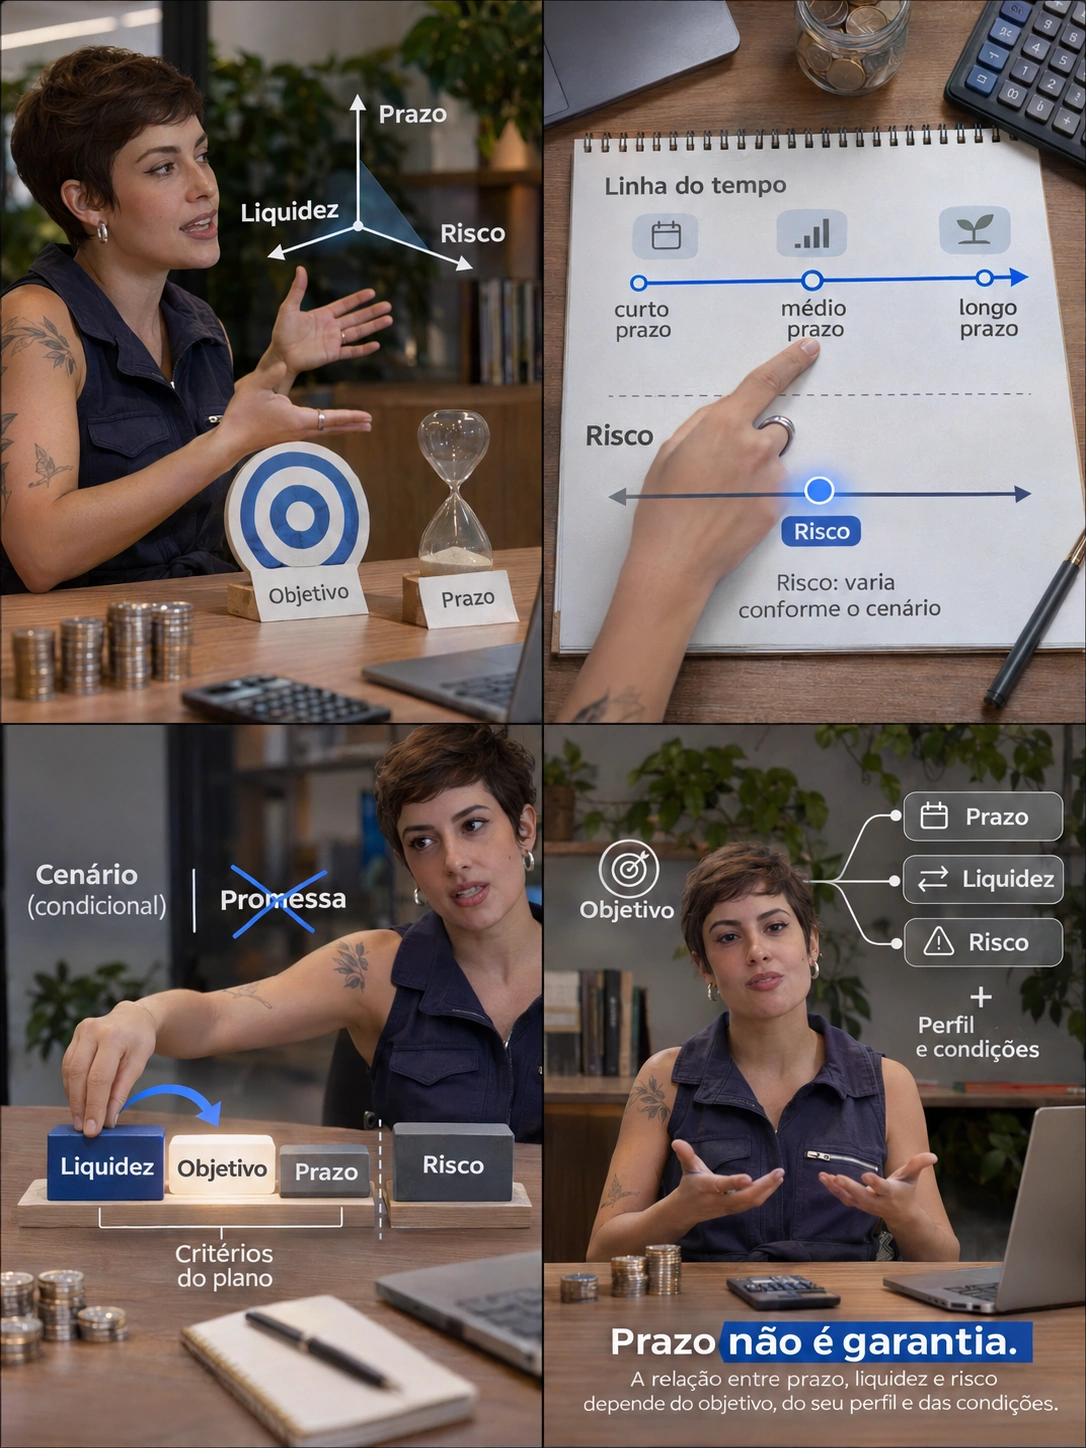 Prazo
Liquidez
Risco
Objetivo
Prazo
Linha do tempo
curto
prazo
médio
prazo
longo
prazo
Risco
Risco
Risco: varia
conforme o cenário
Cenário
(condicional)
Promessa
Liquidez
Objetivo
Prazo
Risco
Critérios
do plano
Objetivo
Prazo
Liquidez
Risco
+
Perfil
e condições
Prazo não é garantia.
A relação entre prazo, liquidez e risco
depende do objetivo, do seu perfil e das condições.